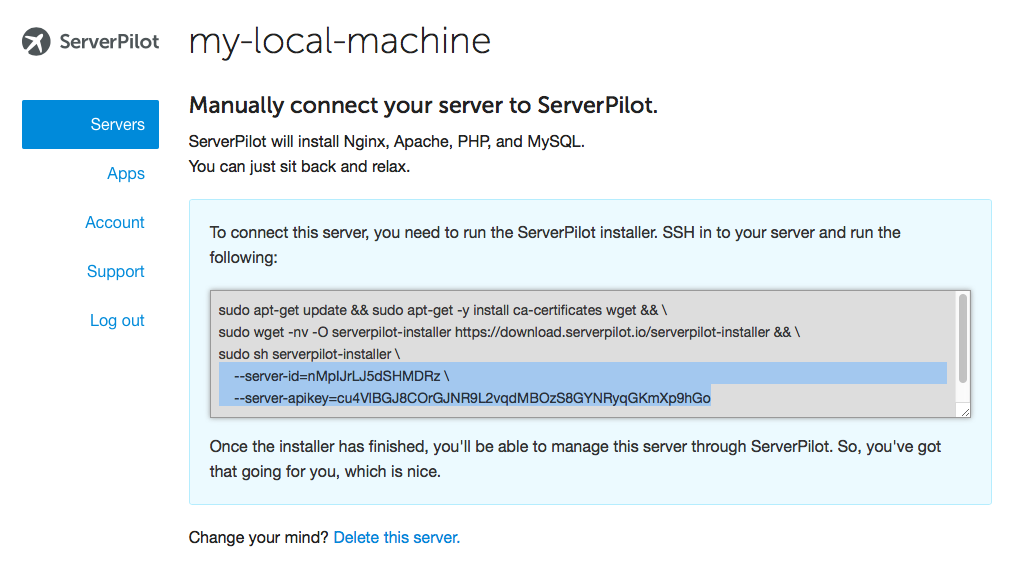 ServerPilot
my-local-machine
Servers
Apps
Account
Support
Log out
Manually connect your server to ServerPilot.
ServerPilot will install Nginx, Apache, PHP, and MySQL.
You can just sit back and relax.
To connect this server, you need to run the ServerPilot installer. SSH in to your server and run the
following:
sudo apt-get update && sudo apt-get -y install ca-certificates wget && \
sudo wget -nv -O serverpilot-installer https://download.serverpilot.io/serverpilot-installer && \
sudo sh serverpilot-installer \
--server-id=nMpIJrLJ5dSHMDRz \
--server-apikey=cu4VlBGJ8COrGJNR9L2vqdMBOzS8GYNRyqGKmXp9hGo
Once the installer has finished, you'll be able to manage this server through ServerPilot. So, you've got
that going for you, which is nice.
Change your mind? Delete this server.